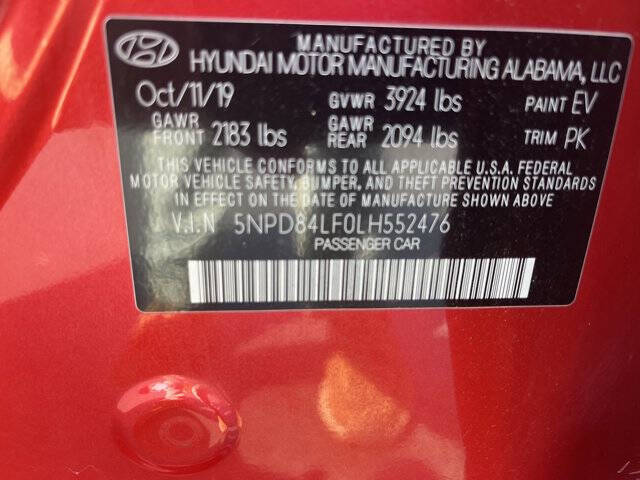 MANUFACTURED BY
HYUNDAI MOTOR MANUFACTURING ALABAMA, LLC
Oct/11/19 GVWR 3924 lbs PAINT EV
GAWR FRONT 2183 lbs GAWR REAR 2094 lbs TRIM PK
THIS VEHICLE CONFORMS TO ALL APPLICABLE U.S.A. FEDERAL
MOTOR VEHICLE SAFETY, BUMPER, AND THEFT PREVENTION STANDARDS
IN EFFECT ON THE DATE OF MANUFACTURE SHOWN ABOVE.
V.I.N 5NPD84LF0LH552476
PASSENGER CAR